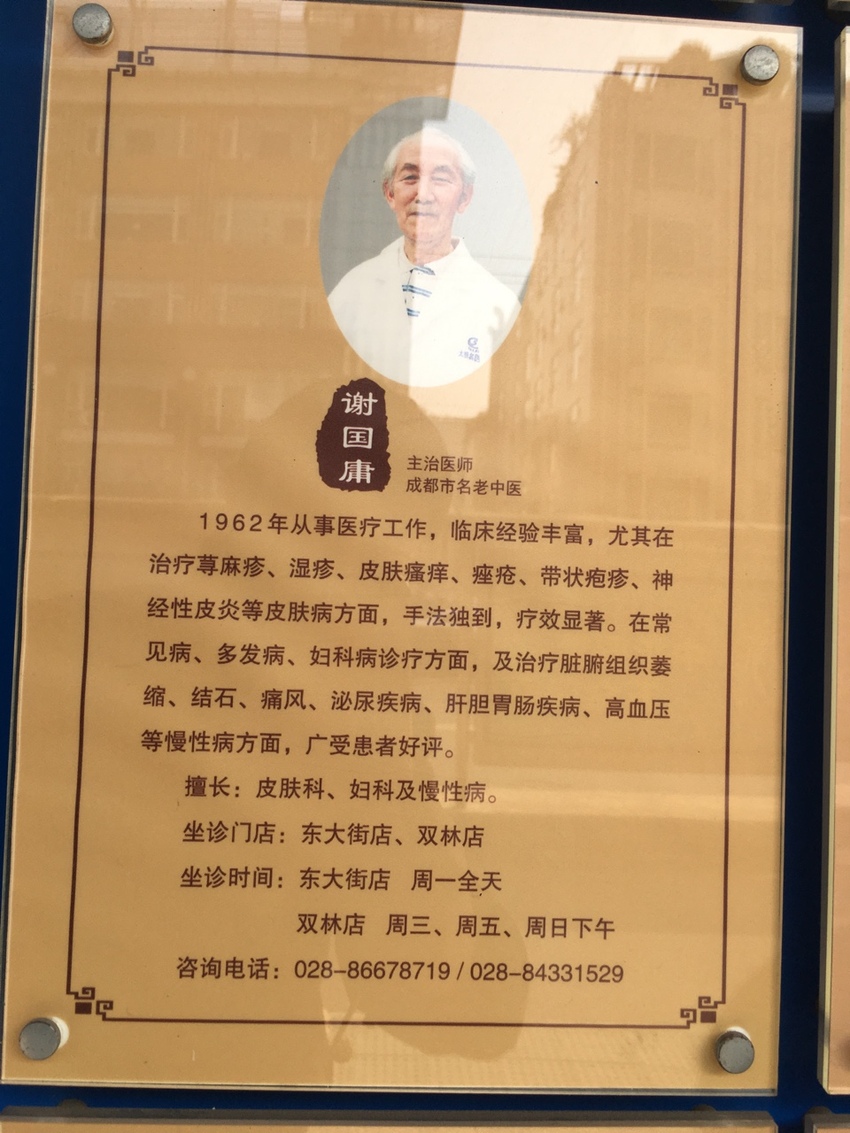 谢国庸
主治医师
成都市名老中医
1962年从事医疗工作，临床经验丰富，尤其在
治疗荨麻疹、湿疹、皮肤瘙痒、痤疮、带状疱疹、神
经性皮炎等皮肤病方面，手法独到，疗效显著。在常
见病、多发病、妇科病诊疗方面，及治疗脏腑组织萎
缩、结石、痛风、泌尿疾病、肝胆胃肠疾病、高血压
等慢性病方面，广受患者好评。
擅长：皮肤科、妇科及慢性病。
坐诊门店：东大街店、双林店
坐诊时间：东大街店 周一全天
双林店 周三、周五、周日下午
咨询电话：028-86678719 / 028-84331529